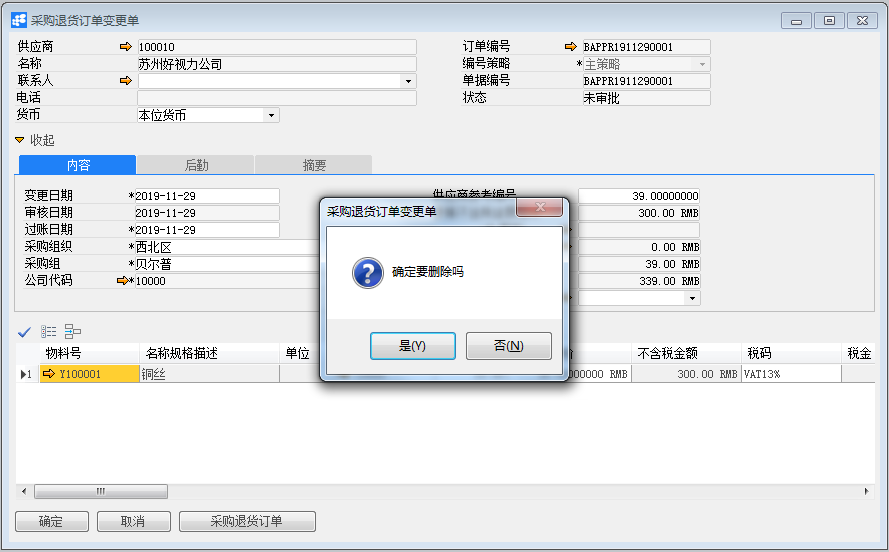 采购退货订单变更单
供应商 100010 订单编号 BAPPR1911290001
名称 苏州好视力公司 编号策略 *主策略
联系人 单据编号 BAPPR1911290001
电话 状态 未审批
货币 本位货币
收起
内容 后勤 摘要
变更日期 *2019-11-29 供应商参考编号 39.00000000
审核日期 2019-11-29 300.00 RMB
过账日期 *2019-11-29
采购组织 *西北区 0.00 RMB
采购组 *贝尔普 39.00 RMB
公司代码 *10000 339.00 RMB
采购退货订单变更单
确定要删除吗
是(Y) 否(N)
物料号 名称规格描述 单位 不含税金额 税码 税金
1 Y100001 铜丝 000000 RMB 300.00 RMB VAT13%
确定 取消 采购退货订单